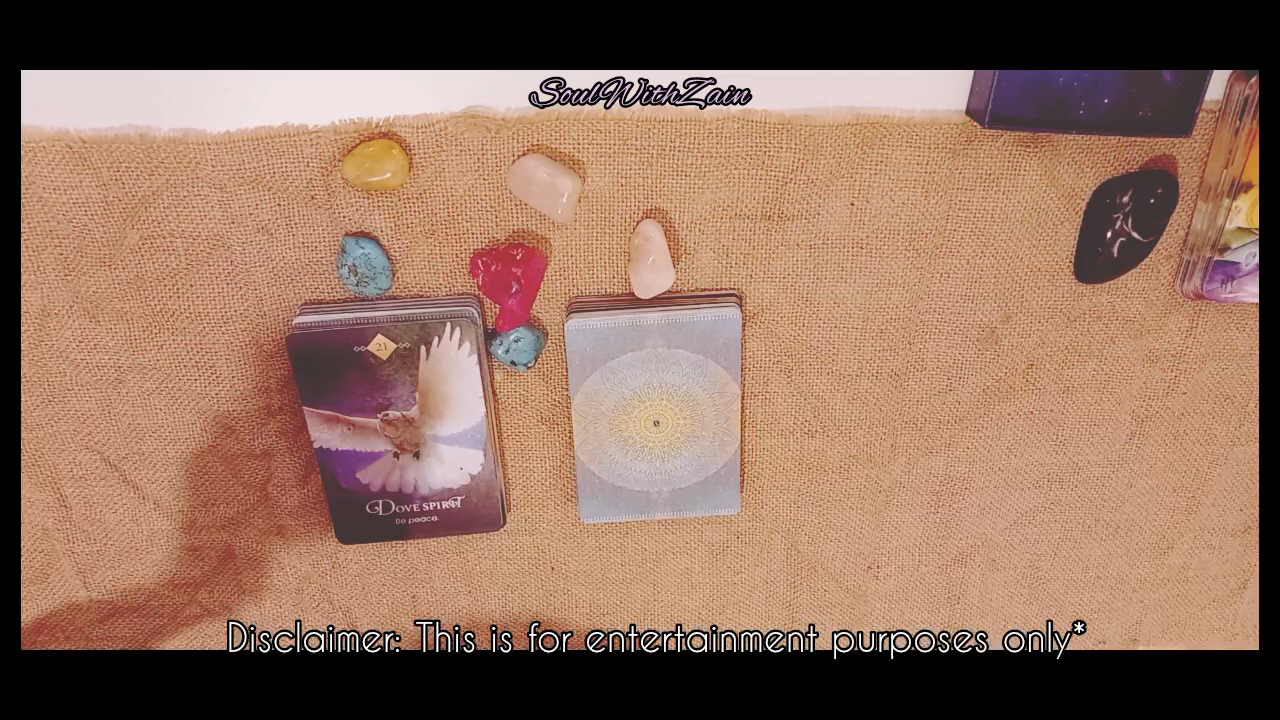 SoulWithZain
21
Dove Spirit
Be peace.
Disclaimer: This is for entertainment purposes only*